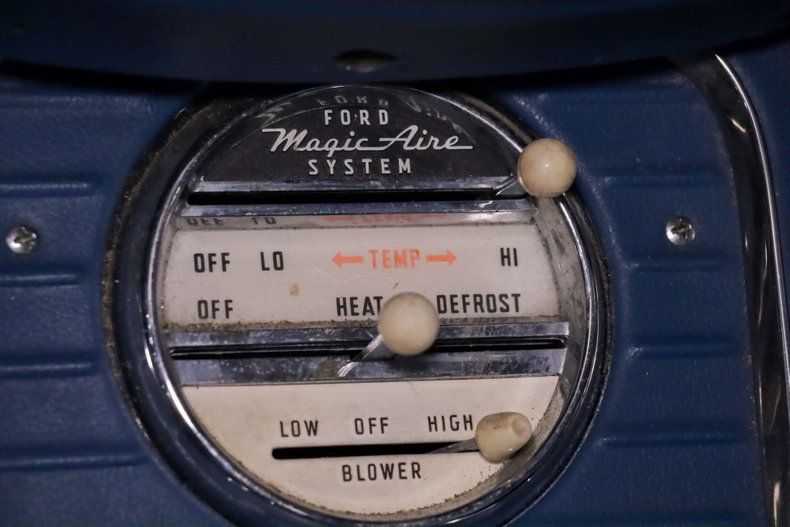 FORD
Magic Aire
SYSTEM
OFF LO ←TEMP→ HI
OFF HEAT DEFROST
LOW OFF HIGH
BLOWER